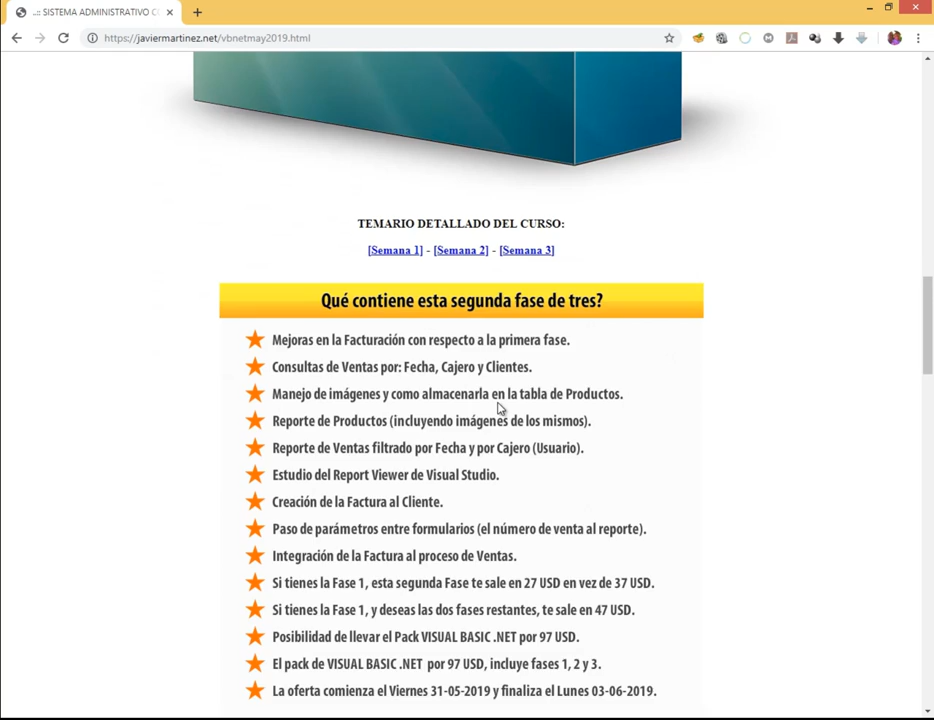 ..:: SISTEMA ADMINISTRATIVO CO
https://javiermartinez.net/vbnetmay2019.html
TEMARIO DETALLADO DEL CURSO:
[Semana 1] - [Semana 2] - [Semana 3]
Qué contiene esta segunda fase de tres?
Mejoras en la Facturación con respecto a la primera fase.
Consultas de Ventas por: Fecha, Cajero y Clientes.
Manejo de imágenes y como almacenarla en la tabla de Productos.
Reporte de Productos (incluyendo imágenes de los mismos).
Reporte de Ventas filtrado por Fecha y por Cajero (Usuario).
Estudio del Report Viewer de Visual Studio.
Creación de la Factura al Cliente.
Paso de parámetros entre formularios (el número de venta al reporte).
Integración de la Factura al proceso de Ventas.
Si tienes la Fase 1, esta segunda Fase te sale en 27 USD en vez de 37 USD.
Si tienes la Fase 1, y deseas las dos fases restantes, te sale en 47 USD.
Posibilidad de llevar el Pack VISUAL BASIC .NET por 97 USD.
El pack de VISUAL BASIC .NET por 97 USD, incluye fases 1, 2 y 3.
La oferta comienza el Viernes 31-05-2019 y finaliza el Lunes 03-06-2019.